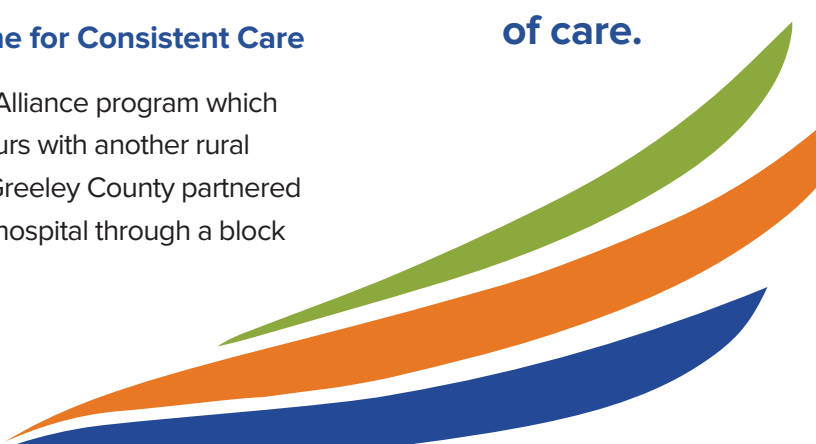 ne for Consistent Care
Alliance program which
urs with another rural
Greeley County partnered
hospital through a block
of care.